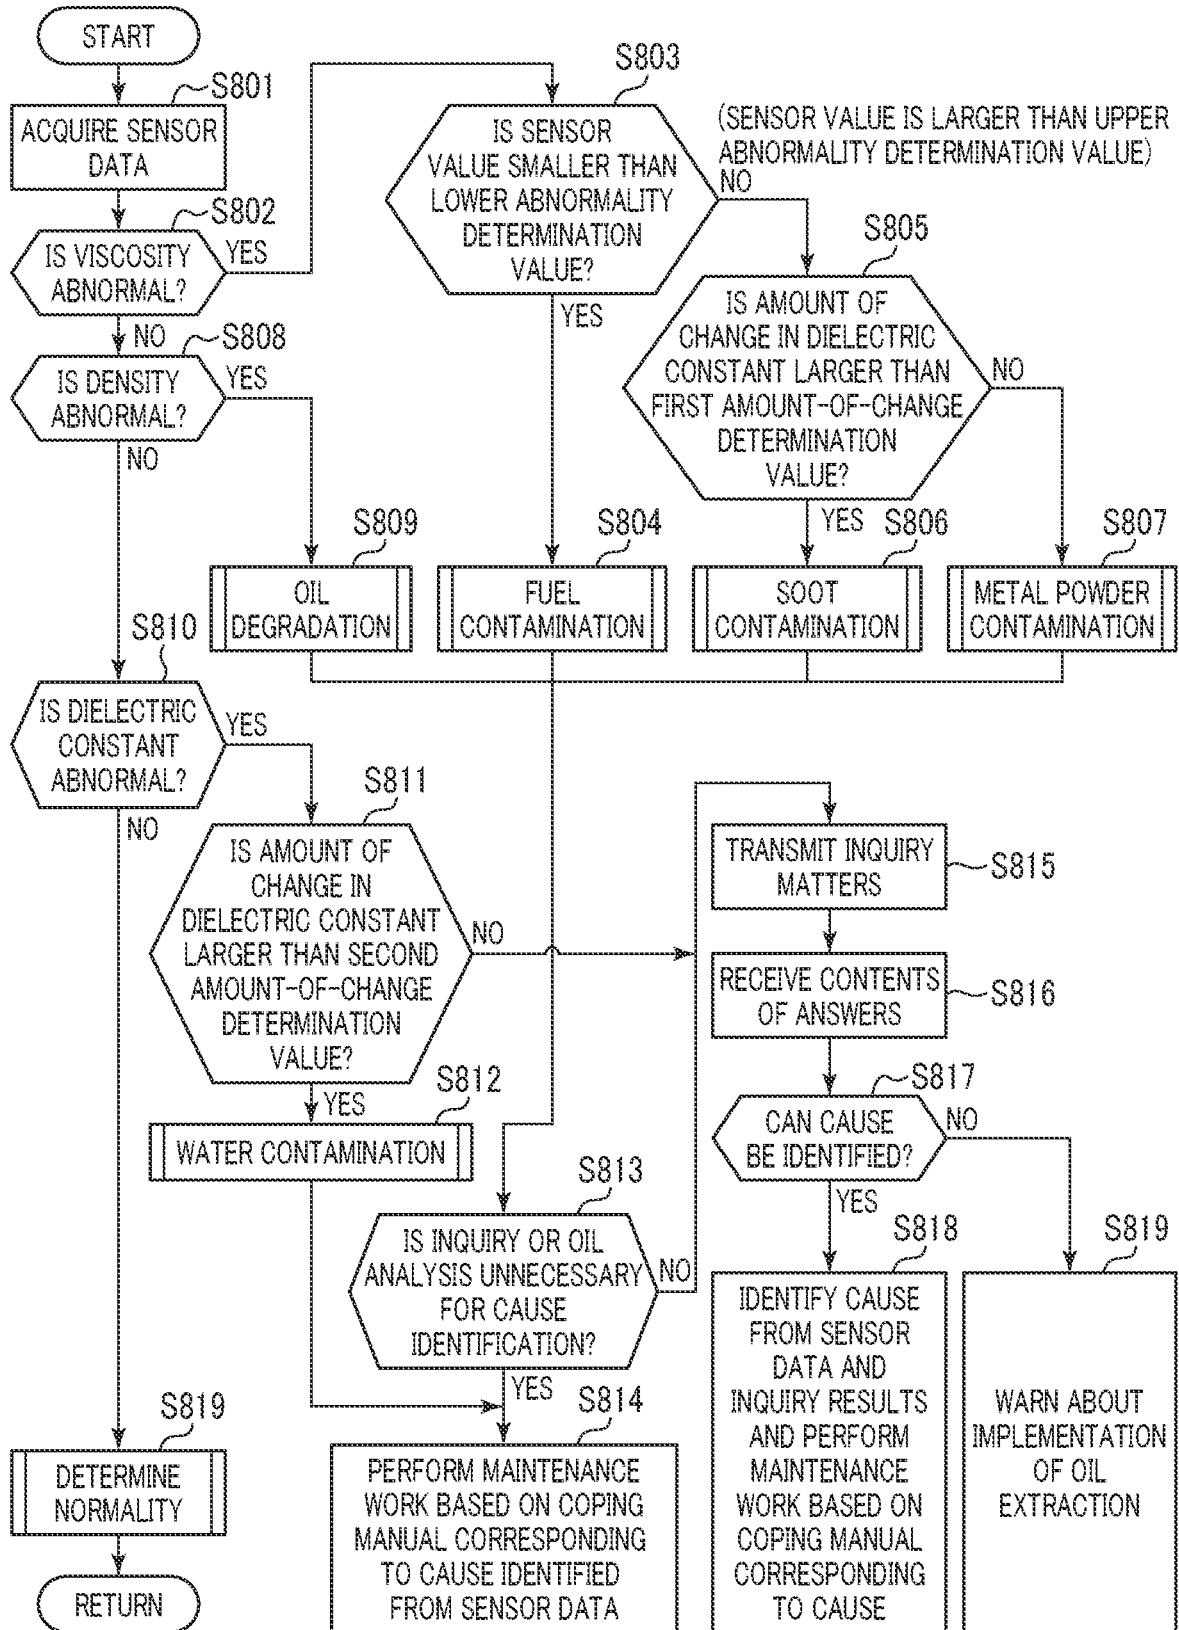 START
S801
ACQUIRE SENSOR
DATA
S802
IS VISCOSITY
ABNORMAL?
YES
NO
S803
IS SENSOR
VALUE SMALLER THAN
LOWER ABNORMALITY
DETERMINATION
VALUE?
(SENSOR VALUE IS LARGER THAN UPPER
ABNORMALITY DETERMINATION VALUE)
NO
YES
S805
IS AMOUNT OF
CHANGE IN DIELECTRIC
CONSTANT LARGER THAN
FIRST AMOUNT-OF-CHANGE
DETERMINATION
VALUE?
NO
YES
S808
IS DENSITY
ABNORMAL?
YES
NO
S809
OIL
DEGRADATION
S804
FUEL
CONTAMINATION
S806
SOOT
CONTAMINATION
S807
METAL POWDER
CONTAMINATION
S810
IS DIELECTRIC
CONSTANT
ABNORMAL?
YES
NO
S811
IS AMOUNT OF
CHANGE IN
DIELECTRIC CONSTANT
LARGER THAN SECOND
AMOUNT-OF-CHANGE
DETERMINATION
VALUE?
NO
YES
S812
WATER CONTAMINATION
S813
IS INQUIRY OR OIL
ANALYSIS UNNECESSARY
FOR CAUSE
IDENTIFICATION?
NO
YES
S814
PERFORM MAINTENANCE
WORK BASED ON COPING
MANUAL CORRESPONDING
TO CAUSE IDENTIFIED
FROM SENSOR DATA
TRANSMIT INQUIRY
MATTERS
S815
RECEIVE CONTENTS
OF ANSWERS
S816
S817
CAN CAUSE
BE IDENTIFIED?
NO
YES
S818
IDENTIFY CAUSE
FROM SENSOR
DATA AND
INQUIRY RESULTS
AND PERFORM
MAINTENANCE
WORK BASED ON
COPING MANUAL
CORRESPONDING
TO CAUSE
S819
WARN ABOUT
IMPLEMENTATION
OF OIL
EXTRACTION
S819
DETERMINE
NORMALITY
RETURN